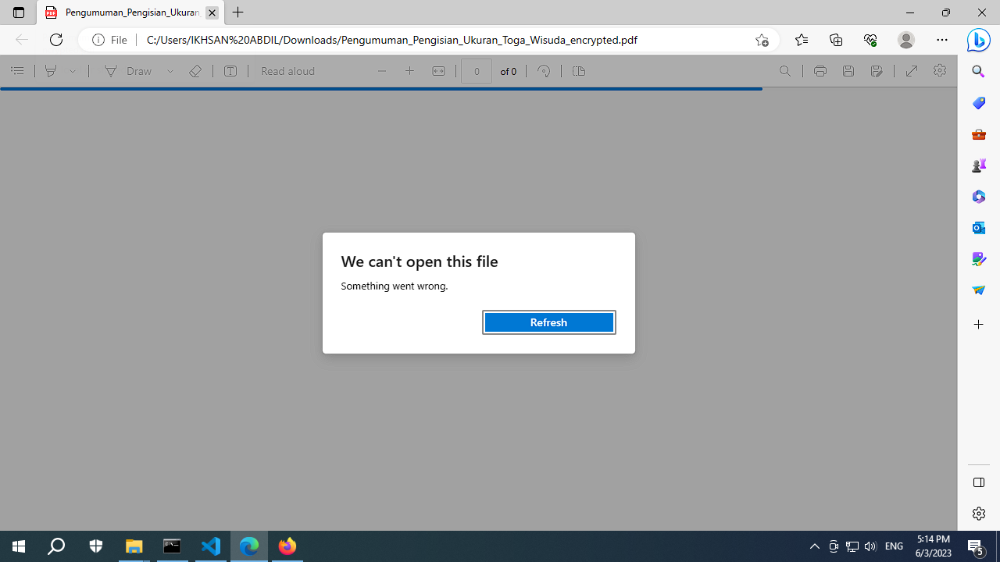 Pengumuman_Pengisian_Ukuran_
File
C:/Users/IKHSAN%20ABDIL/Downloads/Pengumuman_Pengisian_Ukuran_Toga_Wisuda_encrypted.pdf
Draw
Read aloud
0
of 0
We can't open this file
Something went wrong.
Refresh
ENG
5:14 PM
6/3/2023
5